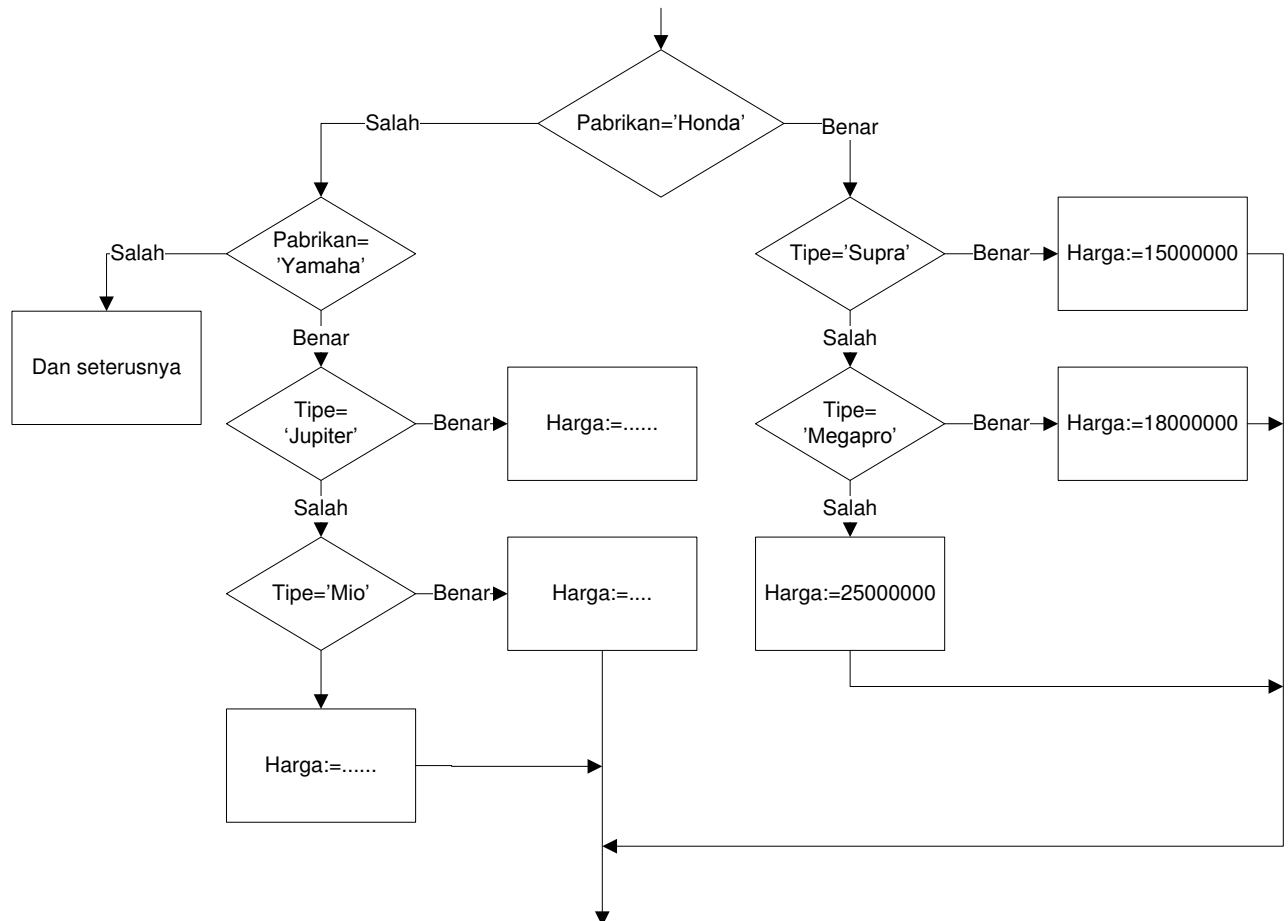 Pabrikan='Honda'
Salah
Benar
Pabrikan=
'Yamaha'
Salah
Tipe='Supra'
Benar
Harga:=15000000
Dan seterusnya
Benar
Salah
Tipe=
'Jupiter'
Benar
Harga:=......
Tipe=
'Megapro'
Benar
Harga:=18000000
Salah
Salah
Tipe='Mio'
Benar
Harga:=....
Harga:=25000000
Harga:=......